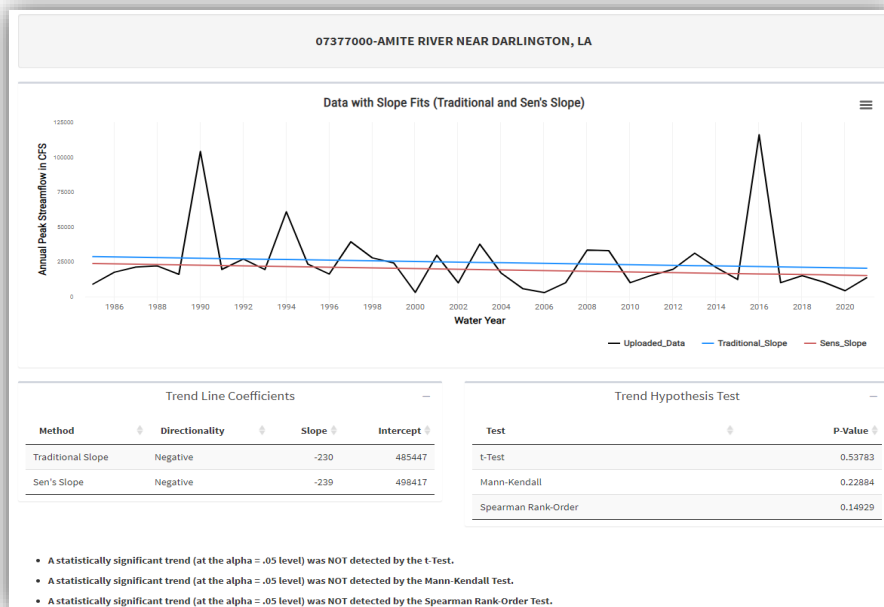 07377000-AMITE RIVER NEAR DARLINGTON, LA
Data with Slope Fits (Traditional and Sen's Slope)
Annual Peak Streamflow in CFS
125000
100000
75000
50000
25000
0
1986 1988 1990 1992 1994 1996 1998 2000 2002 2004 2006 2008 2010 2012 2014 2016 2018 2020
Water Year
Uploaded_Data Traditional_Slope Sens_Slope
Trend Line Coefficients
Method Directionality Slope Intercept
Traditional Slope Negative -230 485447
Sen's Slope Negative -239 498417
Trend Hypothesis Test
Test P-Value
t-Test 0.53783
Mann-Kendall 0.22884
Spearman Rank-Order 0.14929
• A statistically significant trend (at the alpha = .05 level) was NOT detected by the t-Test.
• A statistically significant trend (at the alpha = .05 level) was NOT detected by the Mann-Kendall Test.
• A statistically significant trend (at the alpha = .05 level) was NOT detected by the Spearman Rank-Order Test.